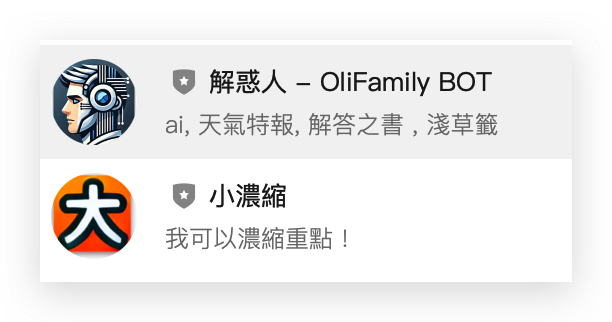 解惑人 – OliFamily BOT
ai, 天氣特報, 解答之書 , 淺草籤
大
小濃縮
我可以濃縮重點！